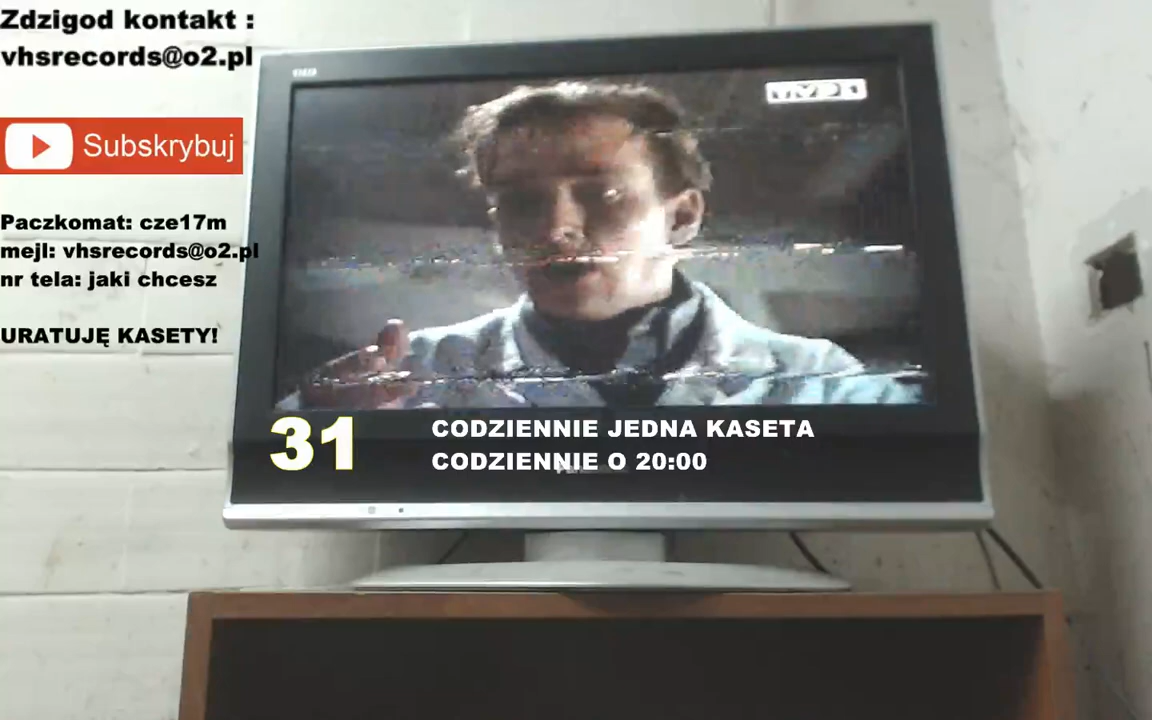 Zdzigod kontakt :
vhsrecords@o2.pl
Subskrybuj
Paczkomat: cze17m
mejl: vhsrecords@o2.pl
nr tela: jaki chcesz
URATUJĘ KASETY!
31
CODZIENNIE JEDNA KASETA
CODZIENNIE O 20:00